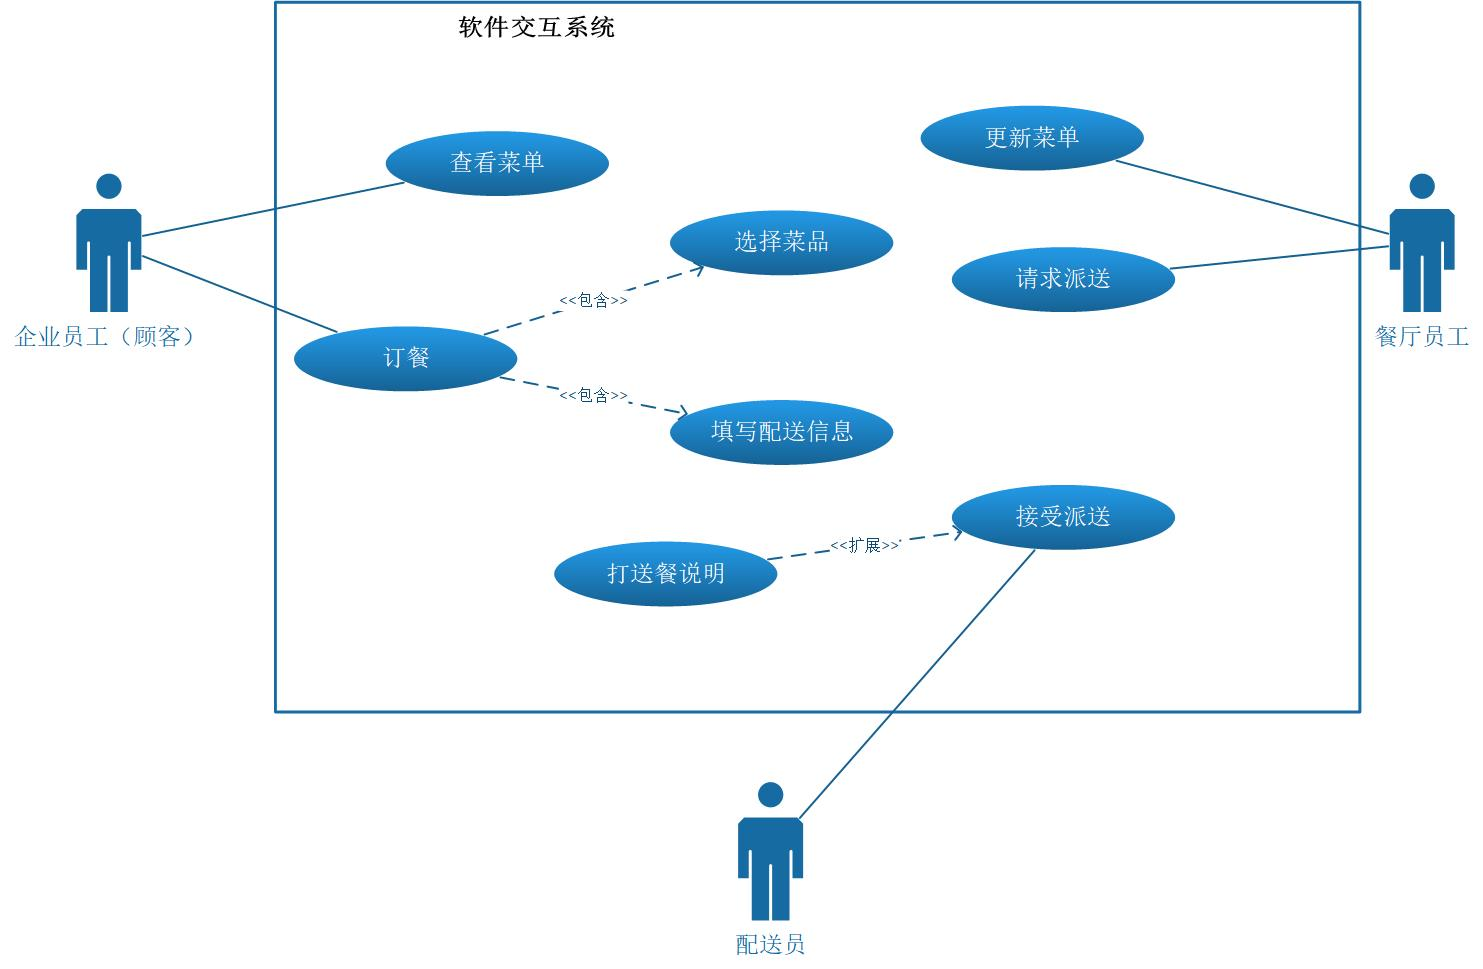 软件交互系统
查看菜单
更新菜单
选择菜品
请求派送
<<包含>>
企业员工（顾客）
餐厅员工
订餐
<<包含>>
填写配送信息
接受派送
<<扩展>>
打送餐说明
配送员